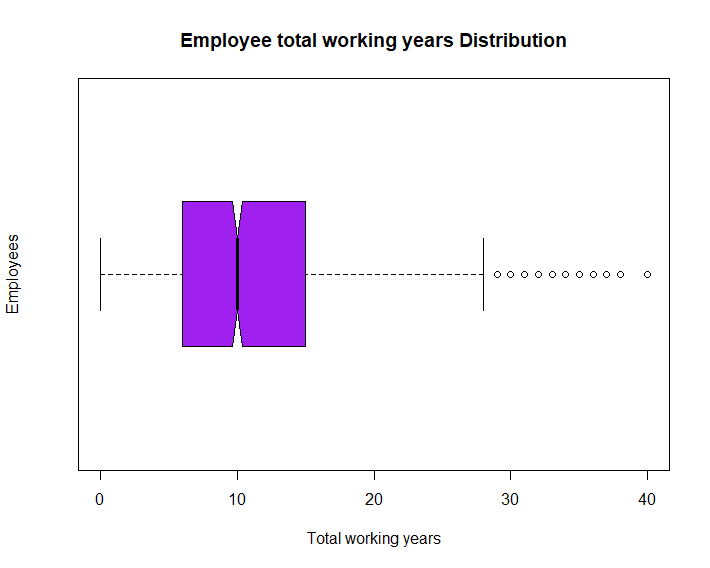 Employee total working years Distribution
Employees
0 10 20 30 40
Total working years